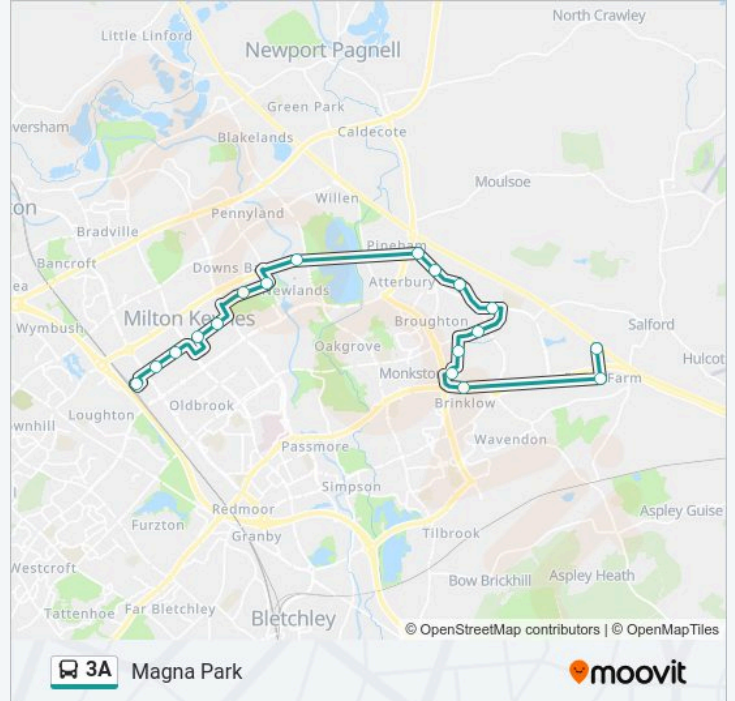 North Crawley
Little Linford
Newport Pagnell
Green Park
versham
Caldecote
Blakelands
Moulsoe
Willen
on
Pennyland
Bradville
Pineham
Bancroft
Downs B
ea
Atterbury
Newlands
Milton Keynes
Broughton
Salford
Wymbush
Oakgrove
Hulcot
Monksto
Farm
Oldbrook
Brinklow
Loughton
wnhill
Wavendon
Passmore
Simpson
Redmoor
Aspley Guise
Furzton
Granby
Tilbrook
Westcroft
Bow Brickhill
Aspley Heath
Tattenhoe
Far Bletchley
Bletchley
© OpenStreetMap contributors | © OpenMapTiles
3A Magna Park
moovit